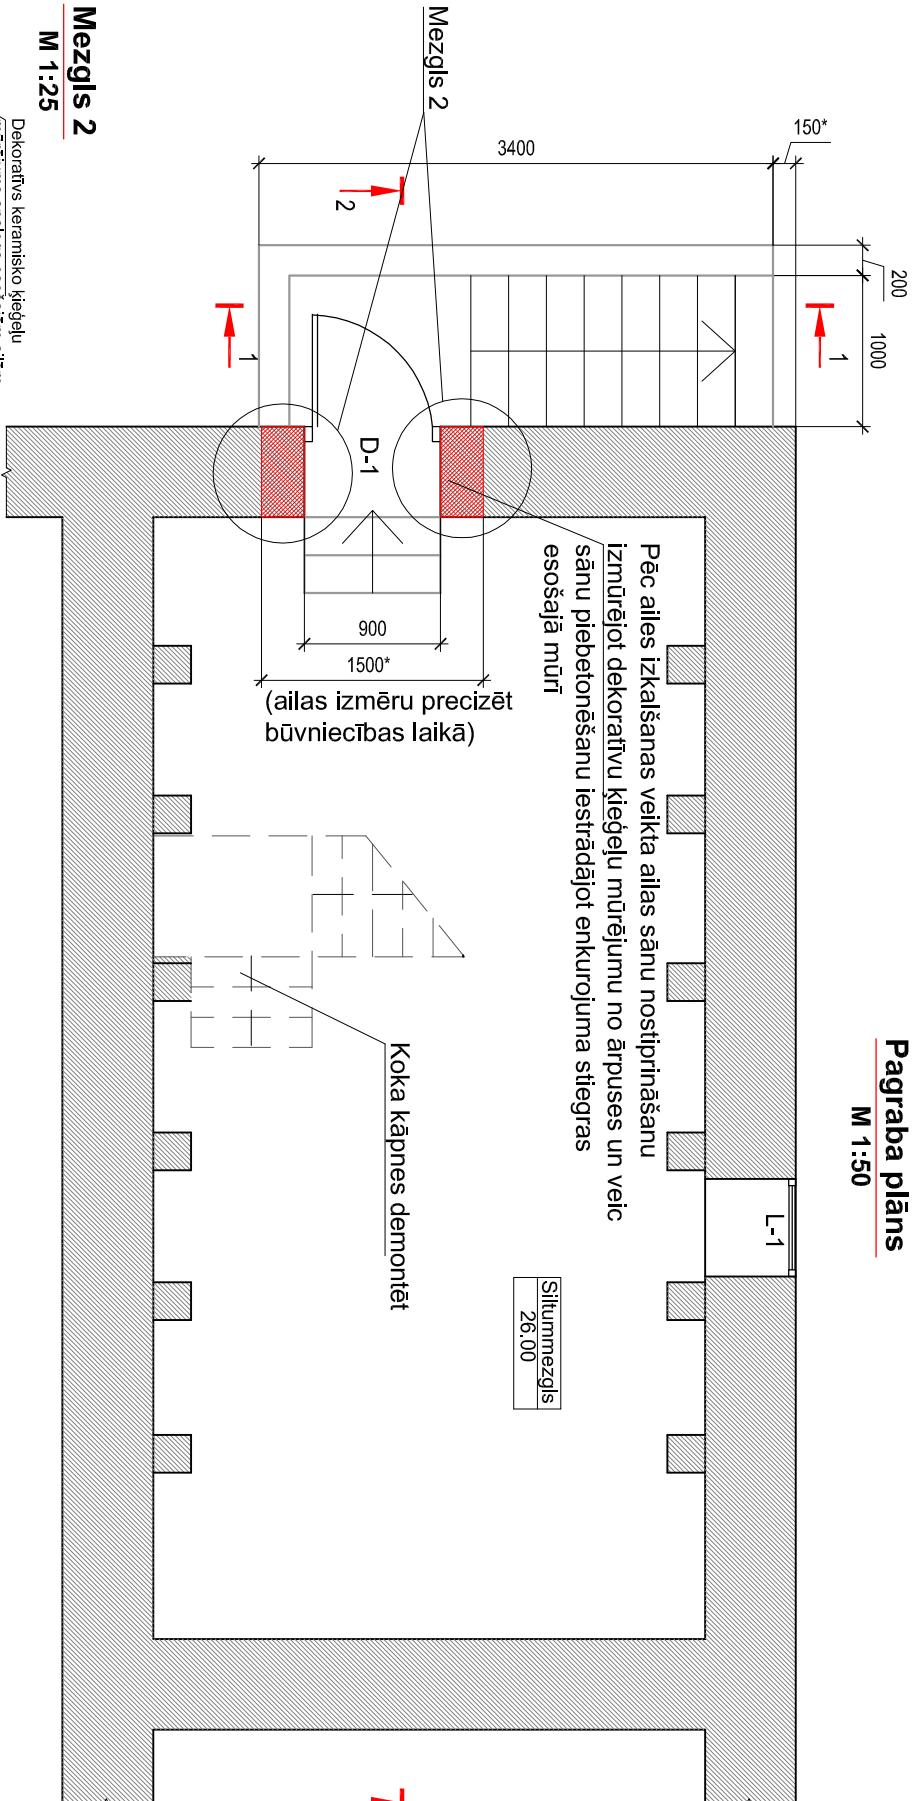 Pagraba plāns
M 1:50
150*
3400
200
1000
1
1
2
Mezgls 2
D-1
L-1
900
1500*
(ailas izmēru precizēt
būvniecības laikā)
Pēc ailes izkalšanas veikta ailas sānu nostiprināšanu
izmūrējot dekoratīvu ķieģeļu mūrējumu no ārpuses un veic
sānu piebetonēšanu iestrādājot enkurojuma stiegras
esošajā mūrī
Koka kāpnes demontēt
Siltummezgls
26.00
Mezgls 2
M 1:25
Dekoratīvs keramisko ķieģeļu